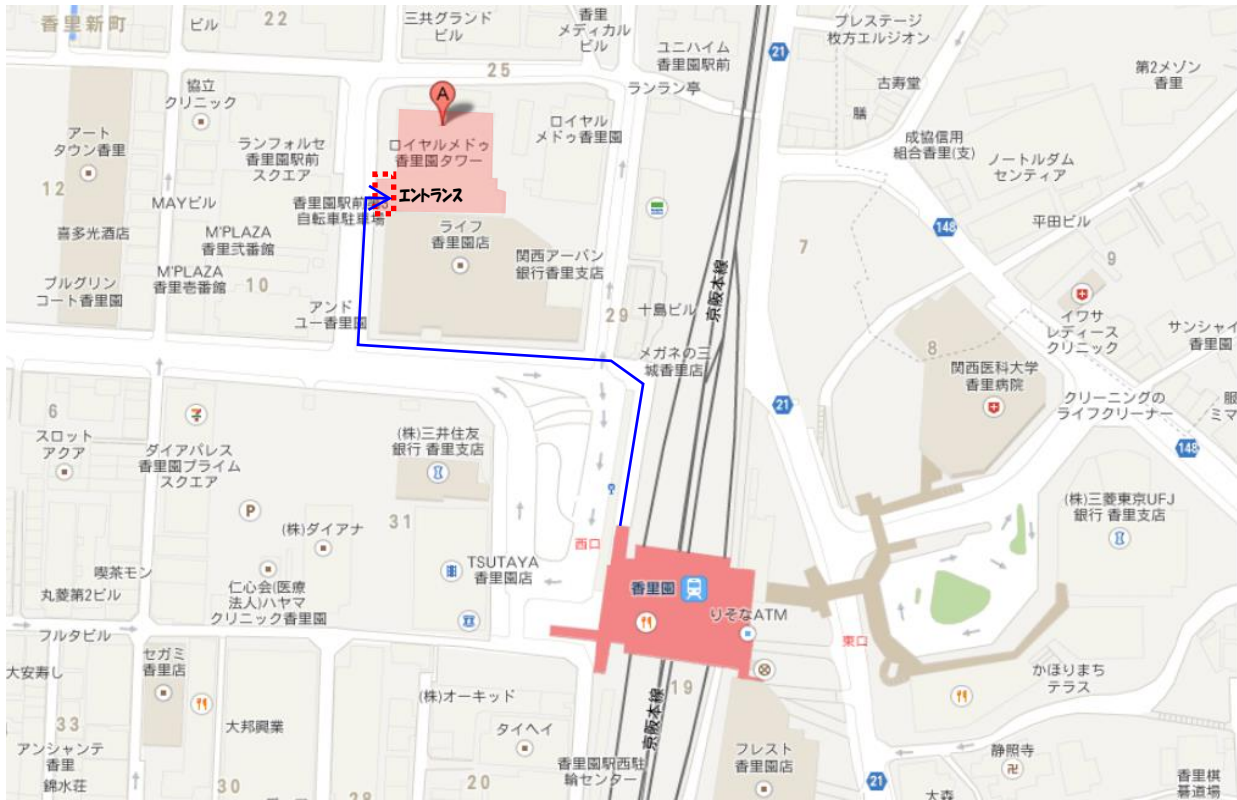 香里新町
22
ビル
三共グランド
ビル
香里
メディカル
ビル
ユニハイム
香里園駅前
21
プレステージ
枚方エルジオン
古寿堂
膳
第2メゾン
香里
25
A
ランラン亭
協立
クリニック
アート
タウン香里
ランフォルセ
香里園駅前
スクエア
ロイヤルメドゥ
香里園タワー
ロイヤル
メドゥ香里園
成協信用
組合香里(支)
ノートルダム
センティア
12
MAYビル
香里園駅前
自転車駐車場
エントランス
平田ビル
148
喜多光酒店
M'PLAZA
香里弐番館
ライフ
香里園店
関西アーバン
銀行香里支店
7
9
M'PLAZA
香里壱番館
10
ブルグリン
コート香里園
京阪本線
アンド
ユー香里園
29
十島ビル
イワサ
レディース
クリニック
サンシャイ
香里園
メガネの三
城香里店
8
関西医科大学
香里病院
6
スロット
アクア
21
クリーニングの
ライフクリーナー
服
ミマ
148
ダイアパレス
香里園プライム
スクエア
(株)三井住友
銀行 香里支店
P
(株)ダイアナ
31
(株)三菱東京UFJ
銀行 香里支店
西口
TSUTAYA
香里園店
喫茶モン
丸菱第2ビル
仁心会(医療
法人)ハヤマ
クリニック香里園
香里園
りそなATM
フルタビル
東口
大安寿し
セガミ
香里店
かほりまち
テラス
19
(株)オーキッド
33
大邦興業
タイヘイ
京阪本線
アンシャンテ
香里
錦水荘
30
28
20
香里園駅西駐
輪センター
フレスト
香里園店
21
静照寺
大森
香里棋
碁道場